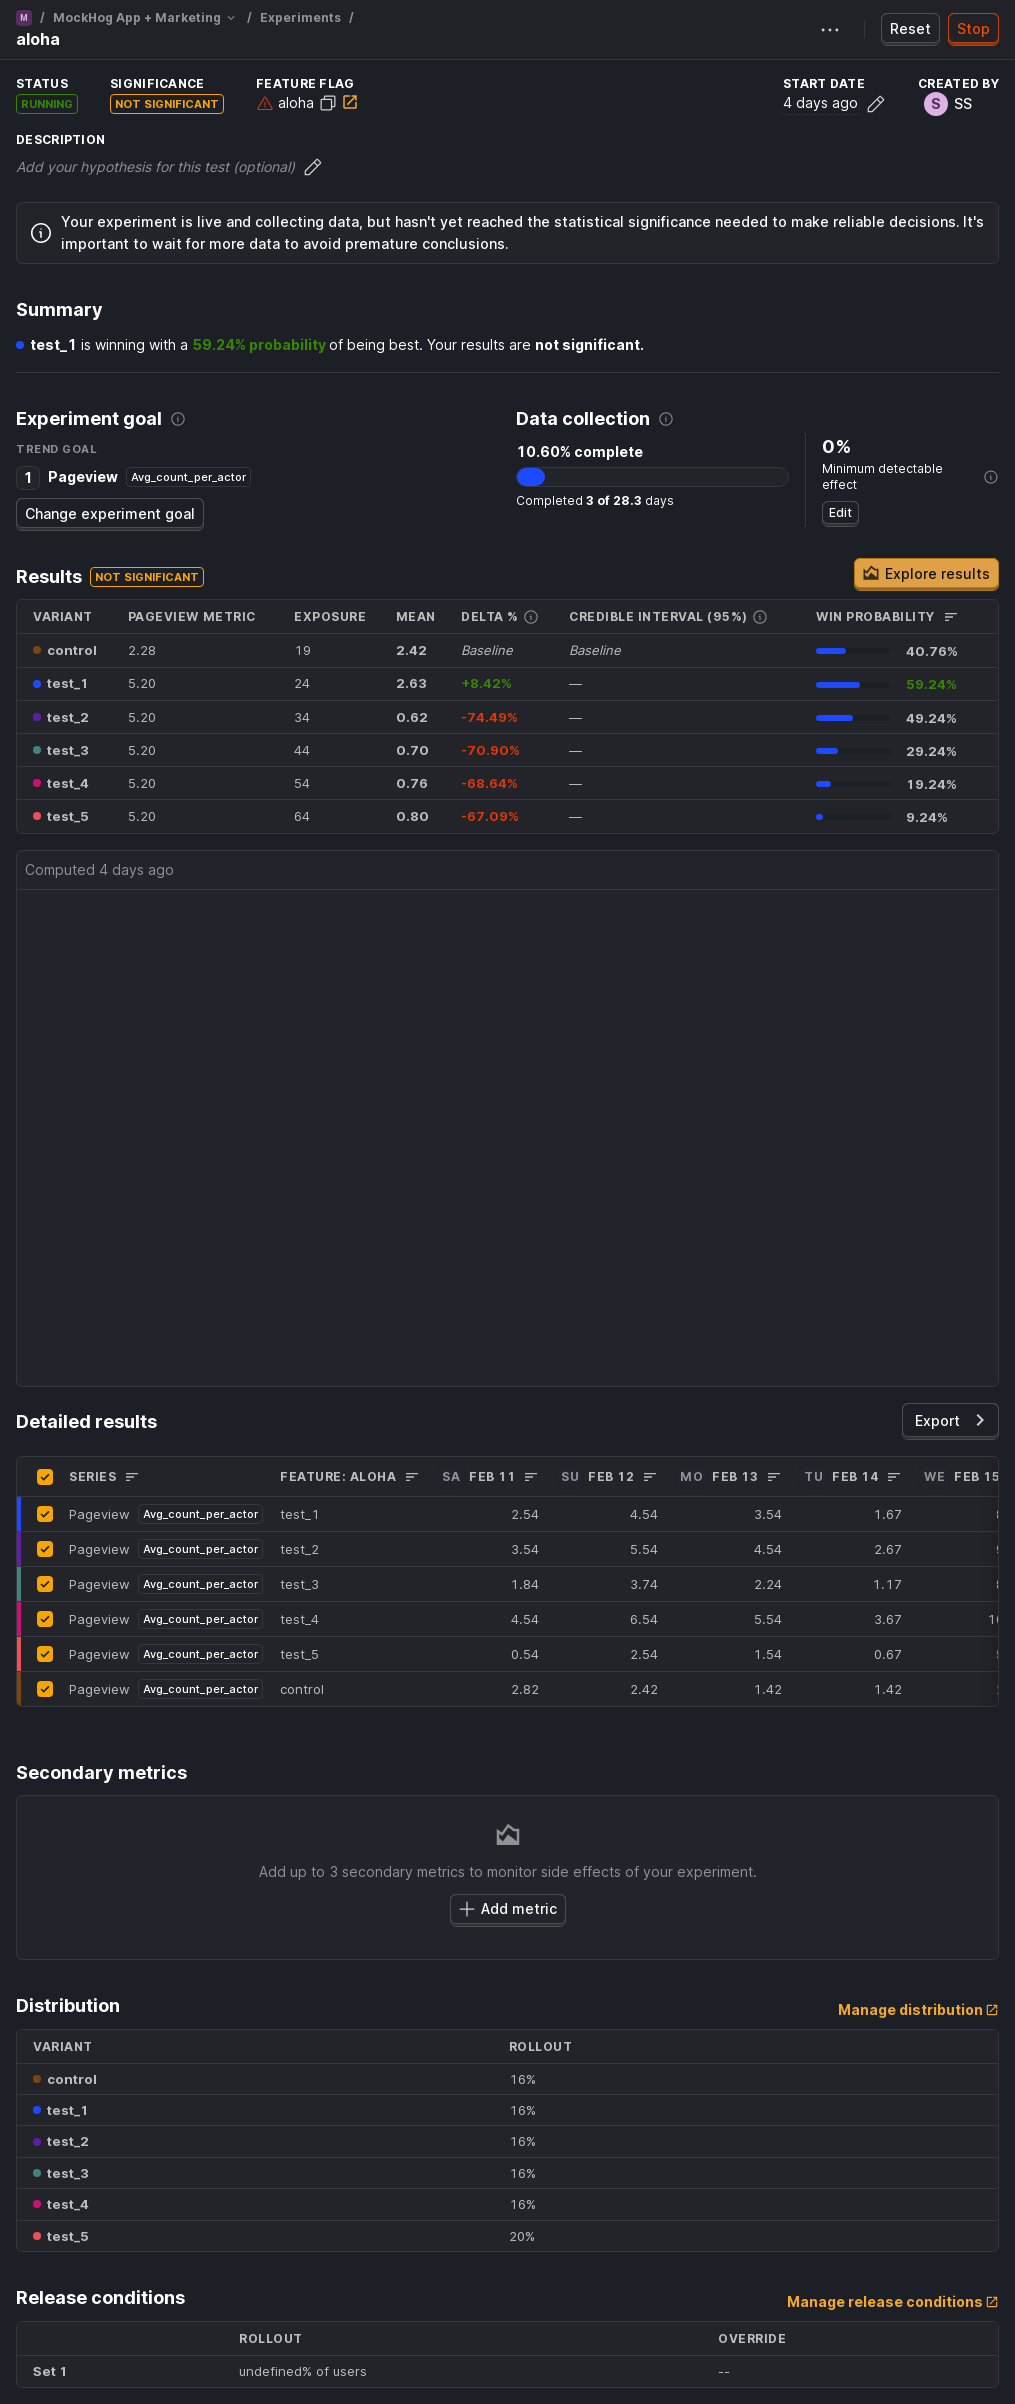 M / MockHog App + Marketing / Experiments /
aloha
Reset
Stop
STATUS
RUNNING
SIGNIFICANCE
NOT SIGNIFICANT
FEATURE FLAG
aloha
START DATE
4 days ago
CREATED BY
S SS
DESCRIPTION
Add your hypothesis for this test (optional)
Your experiment is live and collecting data, but hasn't yet reached the statistical significance needed to make reliable decisions. It's
important to wait for more data to avoid premature conclusions.
Summary
test_1 is winning with a 59.24% probability of being best. Your results are not significant.
Experiment goal
TREND GOAL
1 Pageview Avg_count_per_actor
Change experiment goal
Data collection
10.60% complete
Completed 3 of 28.3 days
0%
Minimum detectable
effect
Edit
Results NOT SIGNIFICANT
Explore results
VARIANT PAGEVIEW METRIC EXPOSURE MEAN DELTA % CREDIBLE INTERVAL (95%) WIN PROBABILITY
control 2.28 19 2.42 Baseline Baseline 40.76%
test_1 5.20 24 2.63 +8.42% — 59.24%
test_2 5.20 34 0.62 -74.49% — 49.24%
test_3 5.20 44 0.70 -70.90% — 29.24%
test_4 5.20 54 0.76 -68.64% — 19.24%
test_5 5.20 64 0.80 -67.09% — 9.24%
Computed 4 days ago
Detailed results
Export
SERIES FEATURE: ALOHA SA FEB 11 SU FEB 12 MO FEB 13 TU FEB 14 WE FEB 15
Pageview Avg_count_per_actor test_1 2.54 4.54 3.54 1.67
Pageview Avg_count_per_actor test_2 3.54 5.54 4.54 2.67
Pageview Avg_count_per_actor test_3 1.84 3.74 2.24 1.17
Pageview Avg_count_per_actor test_4 4.54 6.54 5.54 3.67
Pageview Avg_count_per_actor test_5 0.54 2.54 1.54 0.67
Pageview Avg_count_per_actor control 2.82 2.42 1.42 1.42
Secondary metrics
Add up to 3 secondary metrics to monitor side effects of your experiment.
Add metric
Distribution
Manage distribution
VARIANT ROLLOUT
control 16%
test_1 16%
test_2 16%
test_3 16%
test_4 16%
test_5 20%
Release conditions
Manage release conditions
ROLLOUT OVERRIDE
Set 1 undefined% of users --